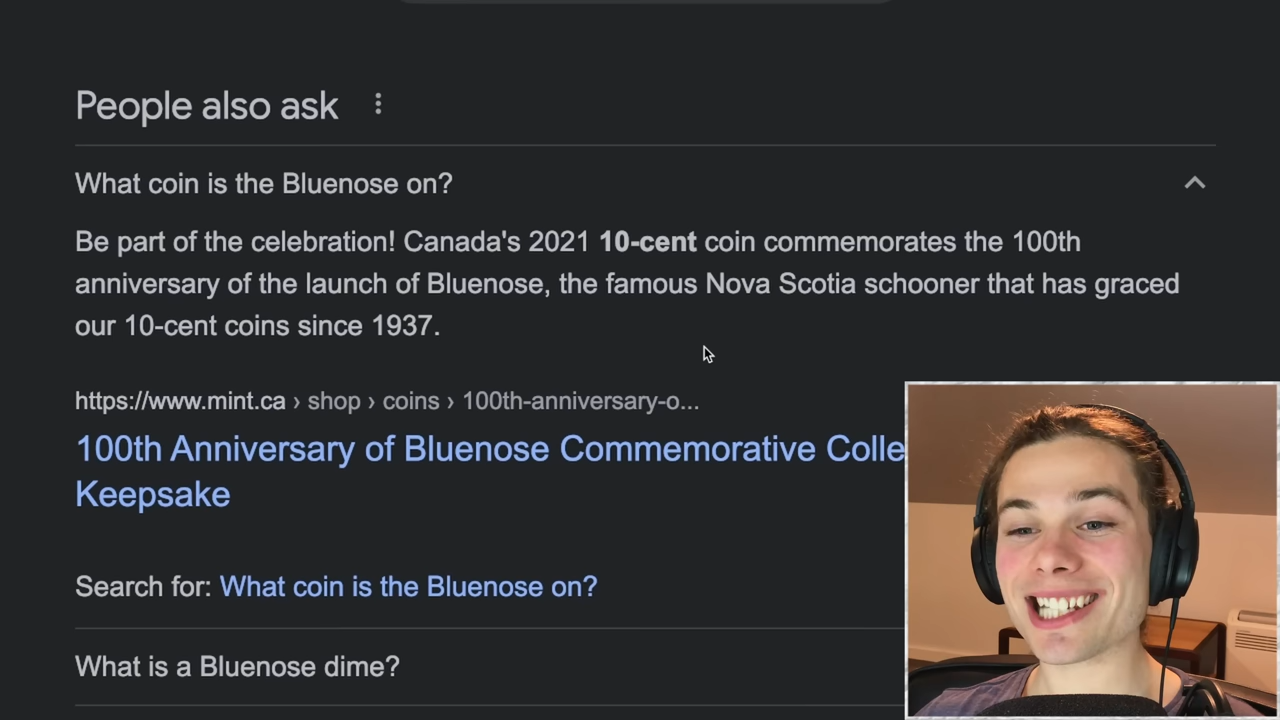 People also ask
What coin is the Bluenose on?
Be part of the celebration! Canada's 2021 10-cent coin commemorates the 100th
anniversary of the launch of Bluenose, the famous Nova Scotia schooner that has graced
our 10-cent coins since 1937.
https://www.mint.ca › shop › coins › 100th-anniversary-o...
100th Anniversary of Bluenose Commemorative Colle
Keepsake
Search for: What coin is the Bluenose on?
What is a Bluenose dime?